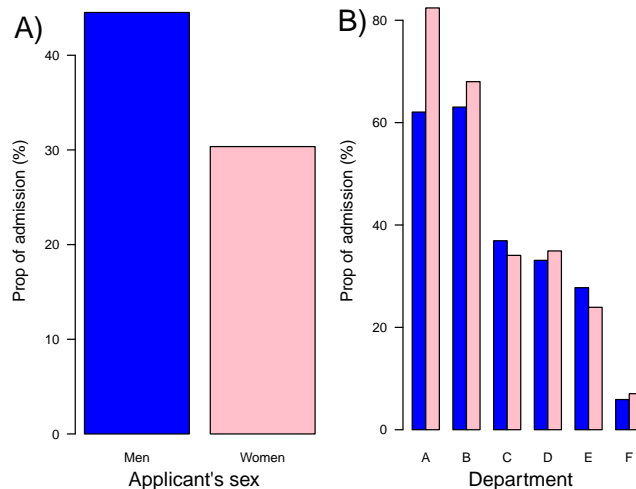 A)
Prop of admission (%)
40
30
20
10
0
Men Women
Applicant's sex
B)
Prop of admission (%)
80
60
40
20
0
A B C D E F
Department